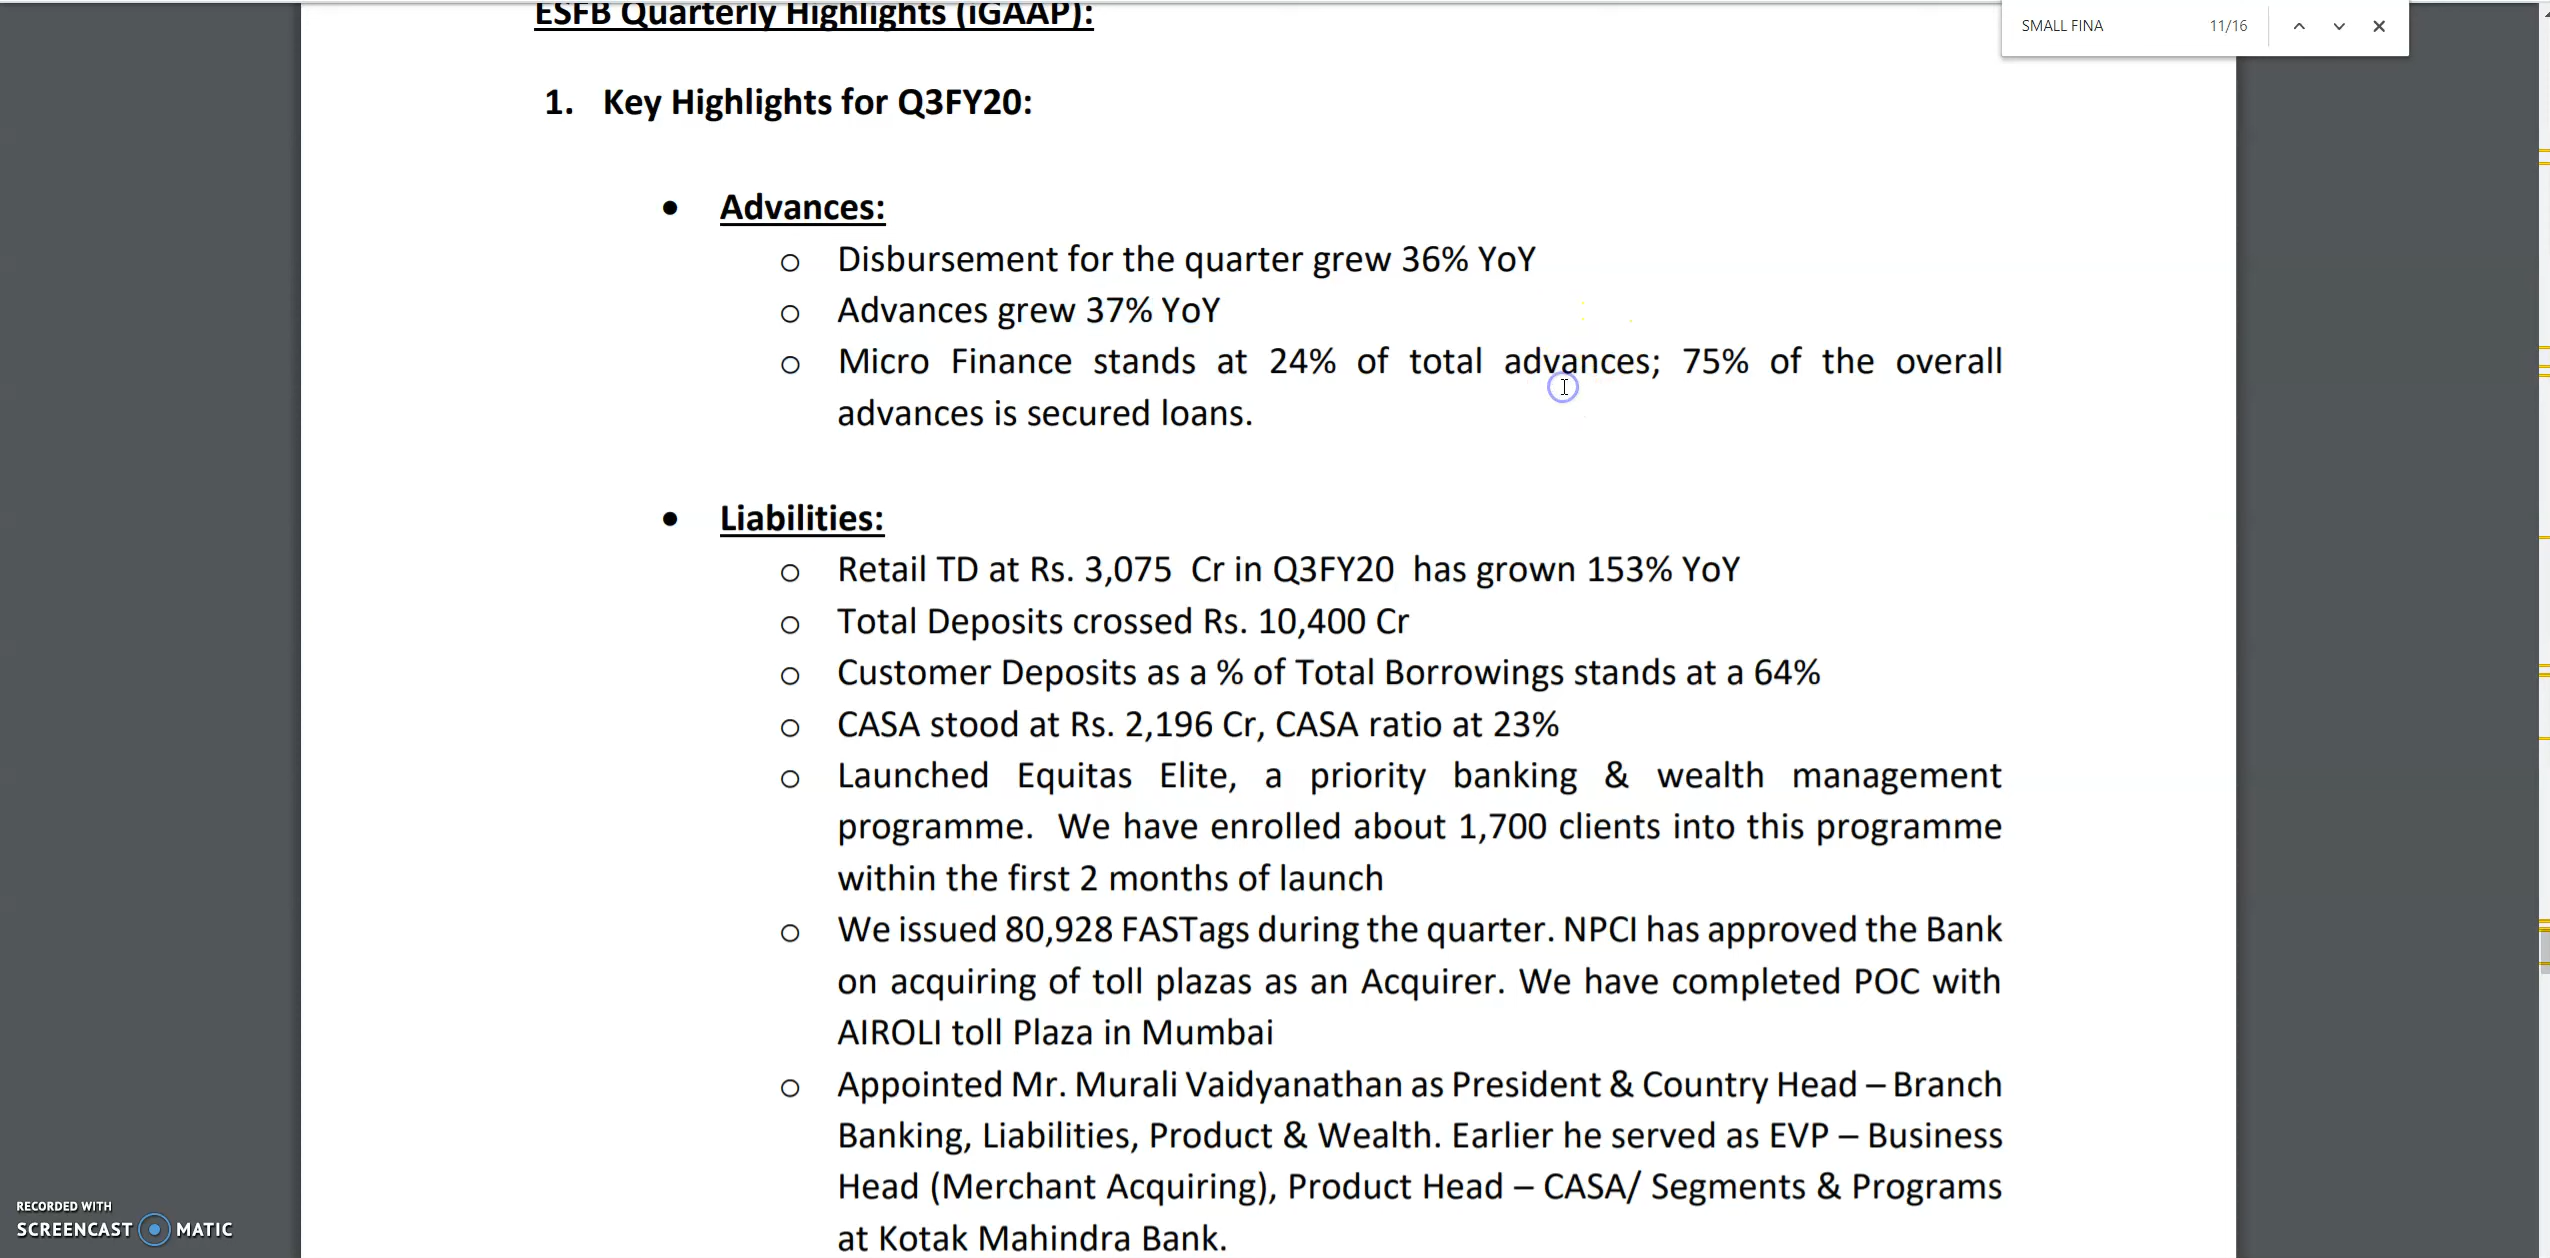 ESFB Quarterly Highlights (iGAAP):
SMALL FINA 11/16
1. Key Highlights for Q3FY20:
• Advances:
o Disbursement for the quarter grew 36% YoY
o Advances grew 37% YoY
o Micro Finance stands at 24% of total advances; 75% of the overall
advances is secured loans.
• Liabilities:
o Retail TD at Rs. 3,075 Cr in Q3FY20 has grown 153% YoY
o Total Deposits crossed Rs. 10,400 Cr
o Customer Deposits as a % of Total Borrowings stands at a 64%
o CASA stood at Rs. 2,196 Cr, CASA ratio at 23%
o Launched Equitas Elite, a priority banking & wealth management
programme. We have enrolled about 1,700 clients into this programme
within the first 2 months of launch
o We issued 80,928 FASTags during the quarter. NPCI has approved the Bank
on acquiring of toll plazas as an Acquirer. We have completed POC with
AIROLI toll Plaza in Mumbai
o Appointed Mr. Murali Vaidyanathan as President & Country Head – Branch
Banking, Liabilities, Product & Wealth. Earlier he served as EVP – Business
Head (Merchant Acquiring), Product Head – CASA/ Segments & Programs
at Kotak Mahindra Bank.
RECORDED WITH
SCREENCAST MATIC